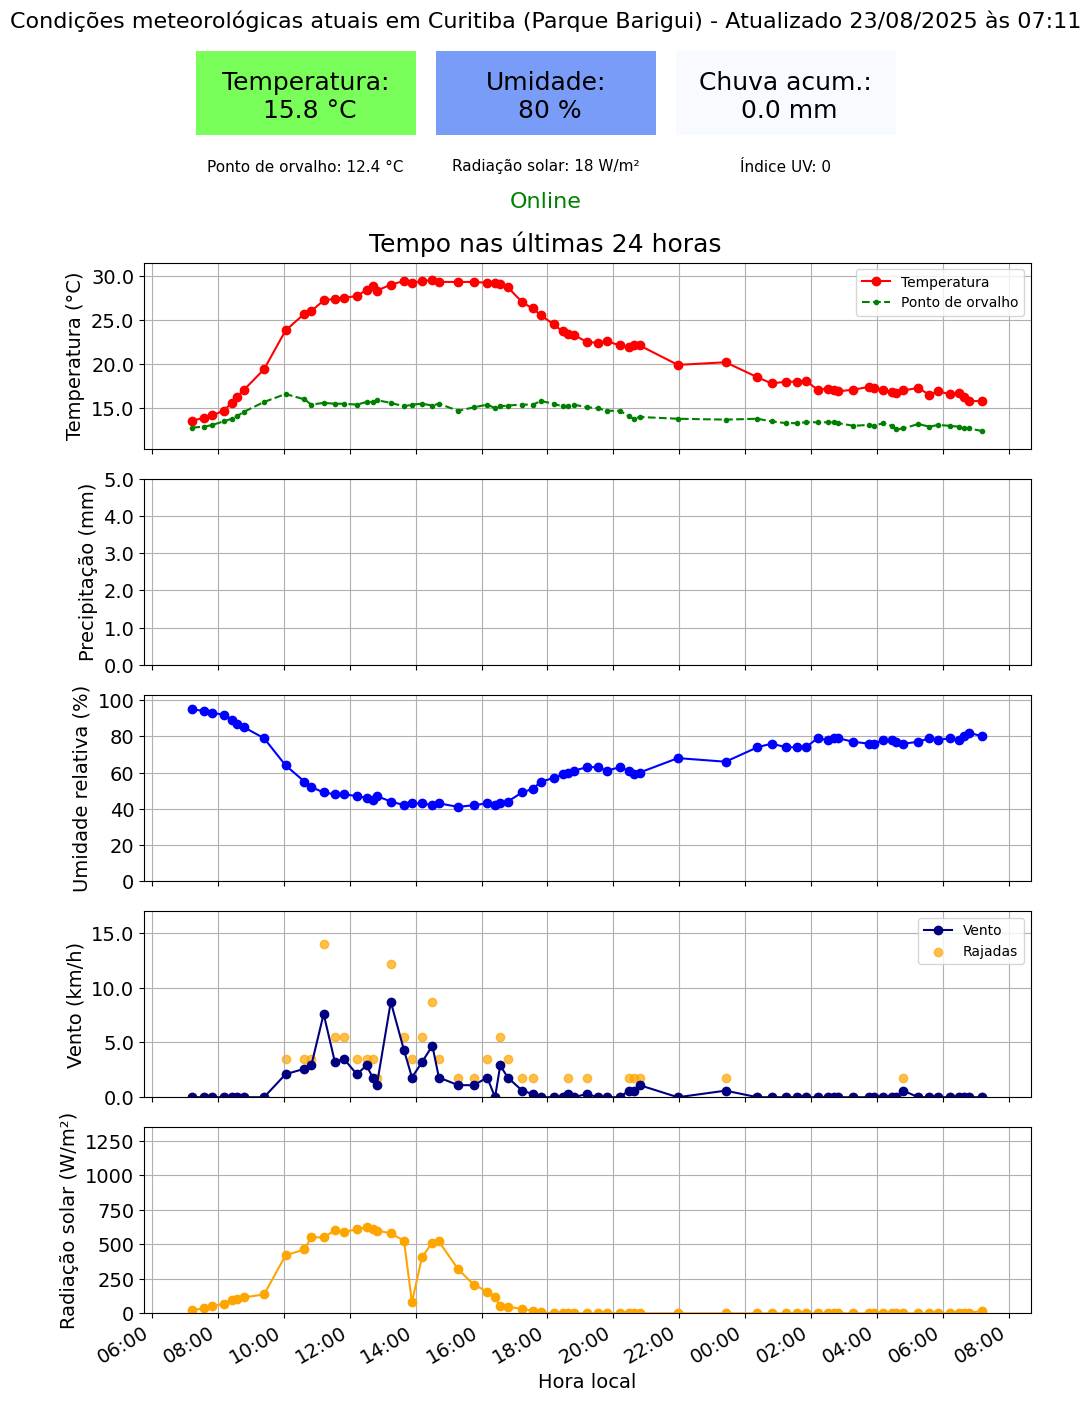 Condições meteorológicas atuais em Curitiba (Parque Barigui) - Atualizado 23/08/2025 às 07:11
Temperatura:
15.8 °C
Umidade:
80 %
Chuva acum.:
0.0 mm
Ponto de orvalho: 12.4 °C
Radiação solar: 18 W/m²
Índice UV: 0
Online
Tempo nas últimas 24 horas
Temperatura (°C)
30.0
25.0
20.0
15.0
Temperatura
Ponto de orvalho
Precipitação (mm)
5.0
4.0
3.0
2.0
1.0
0.0
Umidade relativa (%)
100
80
60
40
20
0
Vento (km/h)
15.0
10.0
5.0
0.0
Vento
Rajadas
Radiação solar (W/m²)
1250
1000
750
500
250
0
06:00
08:00
10:00
12:00
14:00
16:00
18:00
20:00
22:00
00:00
02:00
04:00
06:00
08:00
Hora local